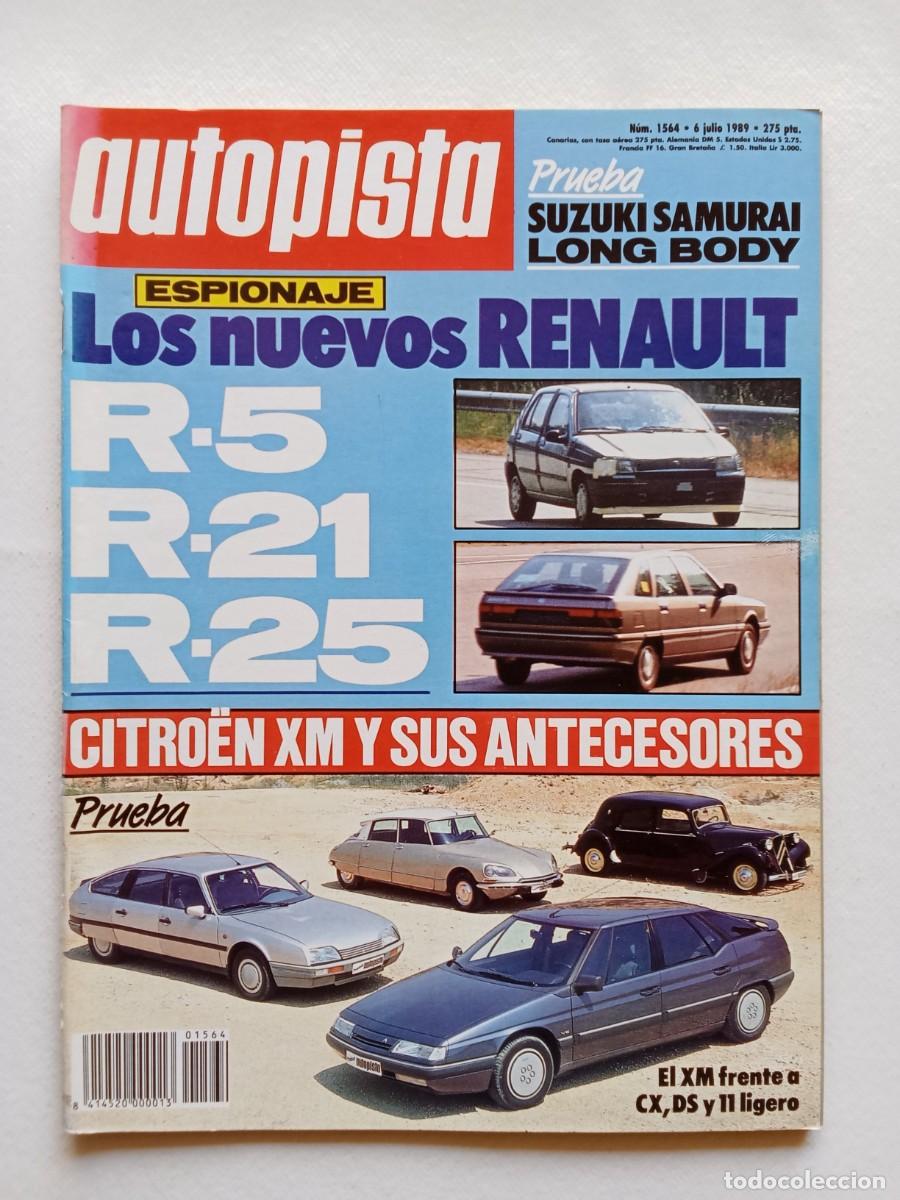 autopista
Núm. 1564 • 6 julio 1989 • 275 pta.
Canarias, con tasa aérea 275 pta. Alemania DM 5. Estados Unidos $ 2.75.
Francia FF 16. Gran Bretaña £ 1.50. Italia Lir 3.000.
Prueba
SUZUKI SAMURAI
LONG BODY
ESPIONAJE
Los nuevos RENAULT
R·5
R·21
R·25
CITROËN XM Y SUS ANTECESORES
Prueba
autopista
autopista
01564
8 414520 000013
El XM frente a
CX, DS y 11 ligero
todocoleccion